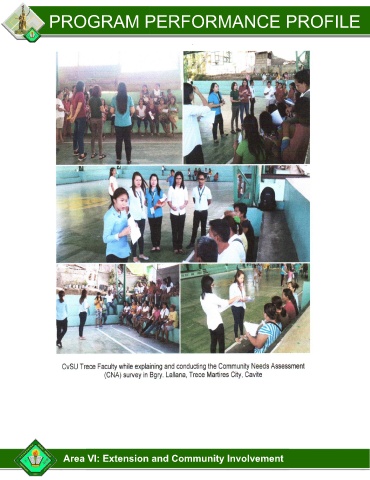 PROGRAM PERFORMANCE PROFILE
CvSU Trece Faculty while explaining and conducting the Community Needs Assessment
(CNA) survey in Bgry. Lallana, Trece Martires City, Cavite
Area VI: Extension and Community Involvement